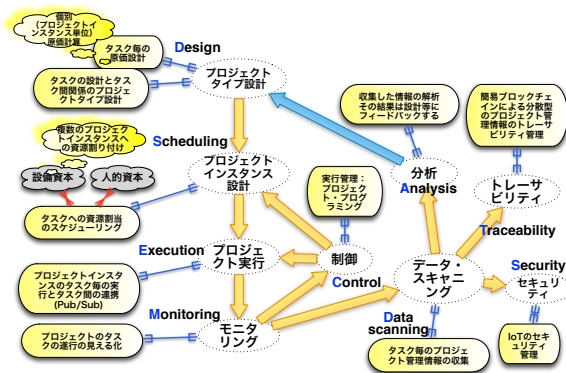 個別
(プロジェクトイ
ンスタンス単位)
原価計算
タスク毎の
原価設計
タスクの設計とタス
ク間関係のプロジェ
クトタイプ設計
Design
プロジェクト
タイプ設計
収集した情報の解析
その結果は設計等に
フィードバックする
簡易ブロックチェ
インによる分散型
のプロジェクト管
理情報のトレーサ
ビリティ管理
複数のプロジェク
トインスタンスへ
の資源割り付け
設備資本
人的資本
タスクへの資源割当
のスケジューリング
Scheduling
プロジェクト
インスタンス
設計
実行管理：
プロジェク
ト・プログ
ラミング
分析
Analysis
トレーサ
ビリティ
Traceability
Execution
プロジェ
クト実行
制御
Control
データ・
スキャニ
ング
Security
セキュリ
ティ
プロジェクトインスタ
ンスのタスク毎の実行
とタスク間の連携
(Pub/Sub)
Monitoring
モニタ
リング
プロジェクトのタスク
の遂行の見える化
Data
scanning
タスク毎のプロジェ
クト管理情報の収集
IoTのセキ
ュリティ
管理